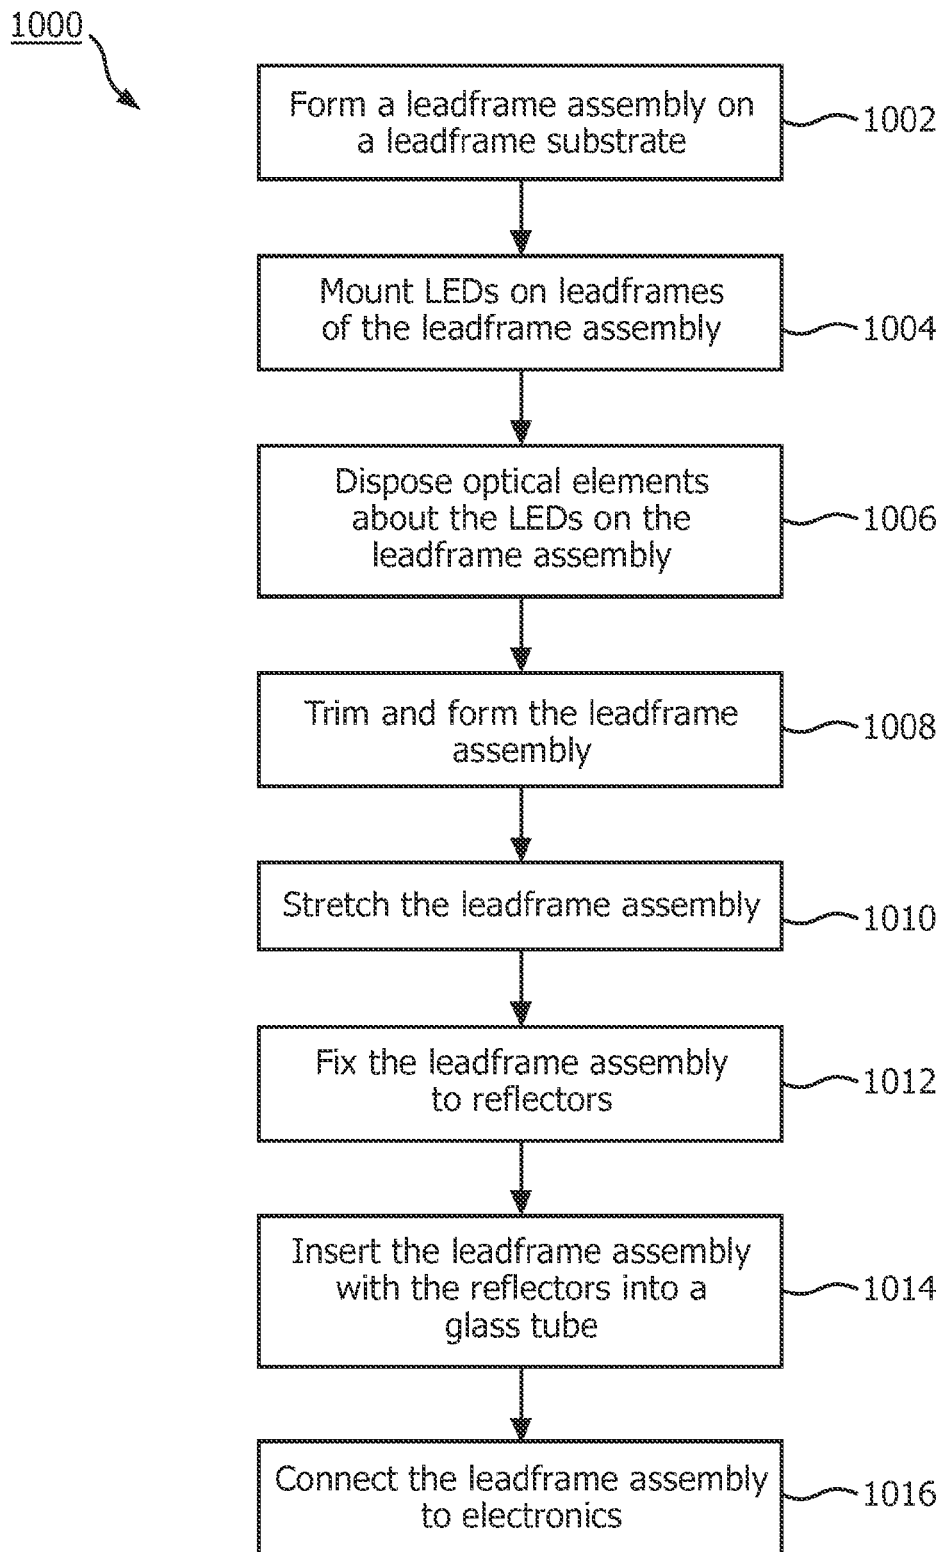 1000
Form a leadframe assembly on
a leadframe substrate
1002
Mount LEDs on leadframes
of the leadframe assembly
1004
Dispose optical elements
about the LEDs on the
leadframe assembly
1006
Trim and form the leadframe
assembly
1008
Stretch the leadframe assembly
1010
Fix the leadframe assembly
to reflectors
1012
Insert the leadframe assembly
with the reflectors into a
glass tube
1014
Connect the leadframe assembly
to electronics
1016